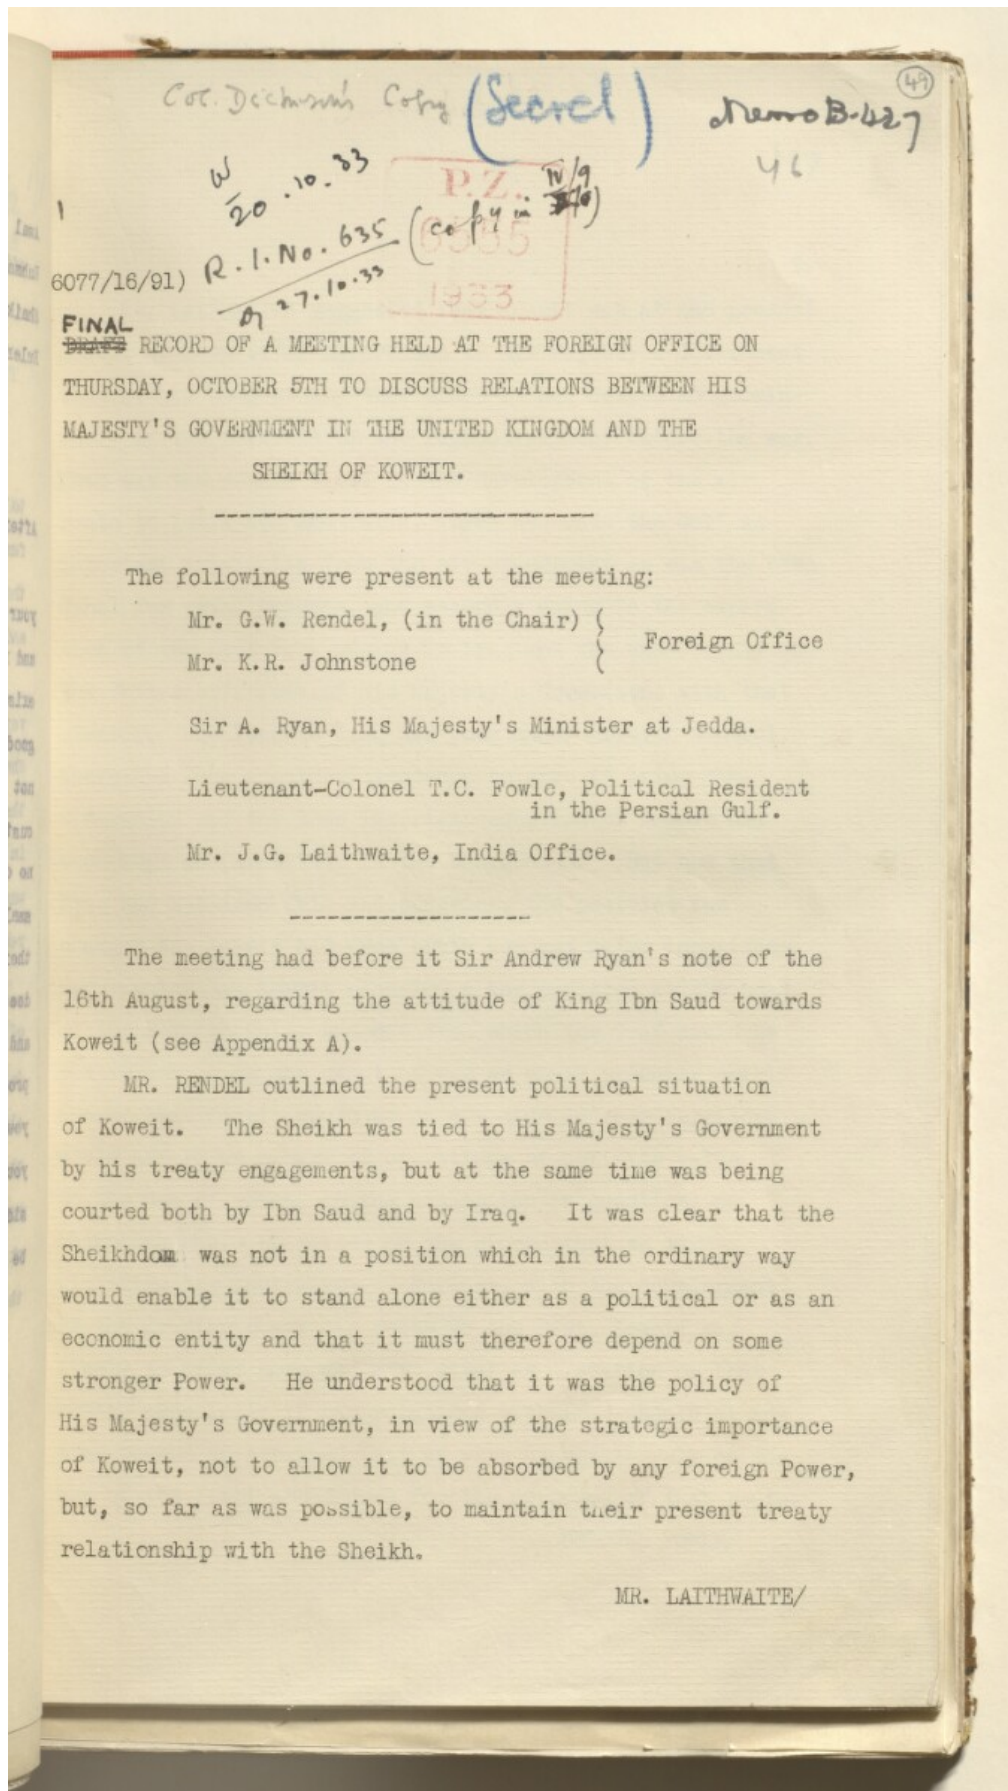 Col. Dickson's Copy
(Secret)
49
Memo B-427
46
20.10.33
P.Z.
6565
1933
(copy in
R.I.No. 635
27.10.33
6077/16/91)
FINAL
DRAFT RECORD OF A MEETING HELD AT THE FOREIGN OFFICE ON
THURSDAY, OCTOBER 5TH TO DISCUSS RELATIONS BETWEEN HIS
MAJESTY'S GOVERNMENT IN THE UNITED KINGDOM AND THE
SHEIKH OF KOWEIT.
The following were present at the meeting:
Mr. G.W. Rendel, (in the Chair) (
Foreign Office
Mr. K.R. Johnstone (
Sir A. Ryan, His Majesty's Minister at Jedda.
Lieutenant-Colonel T.C. Fowle, Political Resident
in the Persian Gulf.
Mr. J.G. Laithwaite, India Office.
The meeting had before it Sir Andrew Ryan's note of the
16th August, regarding the attitude of King Ibn Saud towards
Koweit (see Appendix A).
MR. RENDEL outlined the present political situation
of Koweit. The Sheikh was tied to His Majesty's Government
by his treaty engagements, but at the same time was being
courted both by Ibn Saud and by Iraq. It was clear that the
Sheikhdom was not in a position which in the ordinary way
would enable it to stand alone either as a political or as an
economic entity and that it must therefore depend on some
stronger Power. He understood that it was the policy of
His Majesty's Government, in view of the strategic importance
of Koweit, not to allow it to be absorbed by any foreign Power,
but, so far as was possible, to maintain their present treaty
relationship with the Sheikh.
MR. LAITHWAITE/